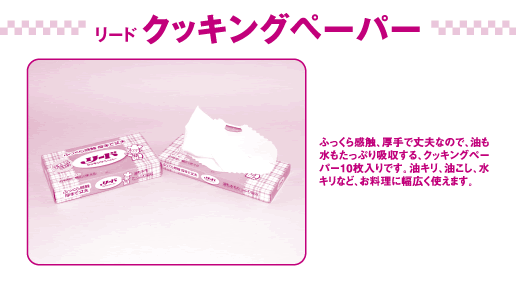 リード クッキングペーパー
リード
ふっくら感触、厚手で丈夫なので、油も
水もたっぷり吸収する、クッキングペー
パー10枚入りです。油キリ、油こし、水
キリなど、お料理に幅広く使えます。